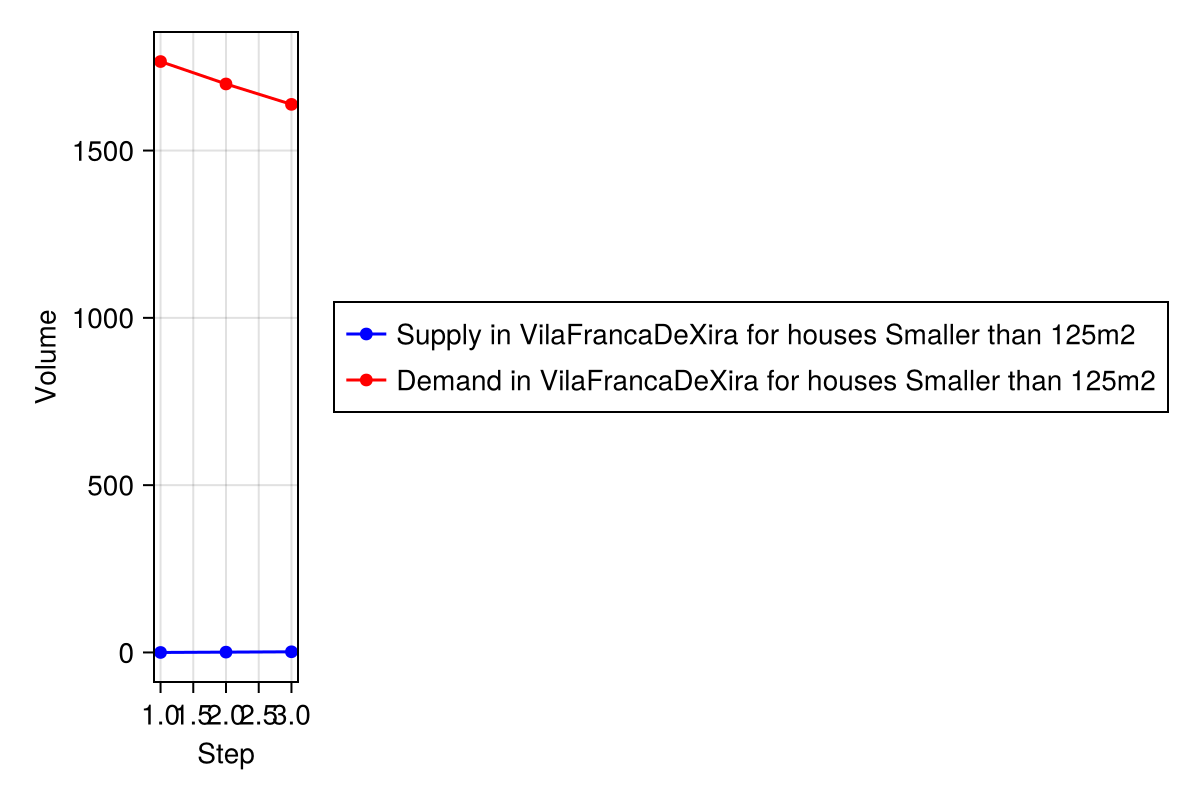 Volume
1500
1000
500
0
1.0 1.5 2.0 2.5 3.0
Step
Supply in VilaFrancaDeXira for houses Smaller than 125m2
Demand in VilaFrancaDeXira for houses Smaller than 125m2